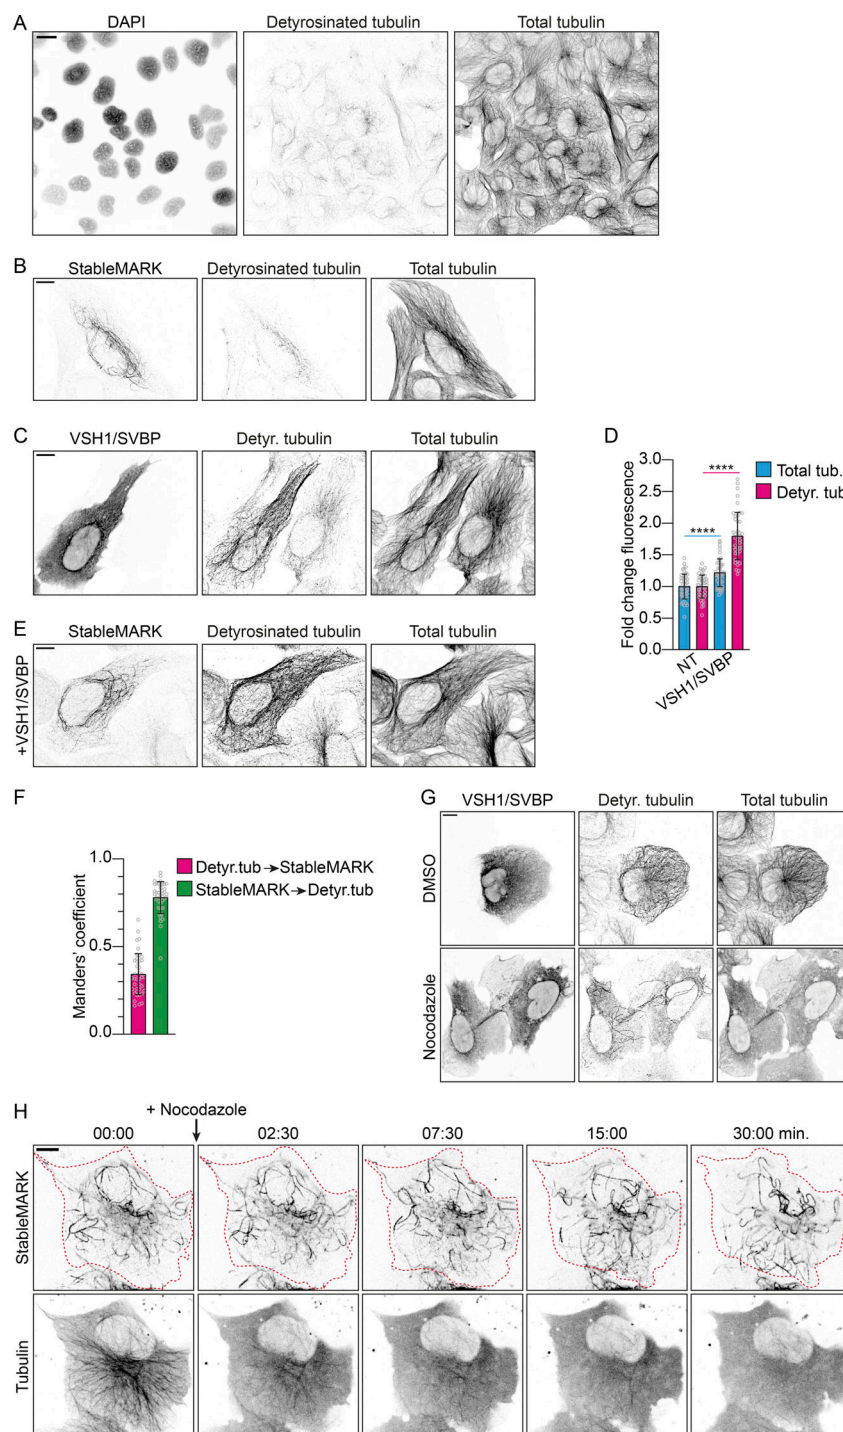 A
DAPI
Detyrosinated tubulin
Total tubulin
B
StableMARK
Detyrosinated tubulin
Total tubulin
C
VSH1/SVBP
Detyr. tubulin
Total tubulin
D
Fold change fluorescence
3.0
2.5
2.0
1.5
1.0
0.5
0.0
****
****
NT
VSH1/SVBP
Total tub.
Detyr. tub
E
+VSH1/SVBP
StableMARK
Detyrosinated tubulin
Total tubulin
F
Manders' coefficient
1.0
0.5
0.0
Detyr.tub→StableMARK
StableMARK→Detyr.tub
G
VSH1/SVBP
Detyr. tubulin
Total tubulin
DMSO
Nocodazole
H
+ Nocodazole
00:00
02:30
07:30
15:00
30:00 min.
StableMARK
Tubulin